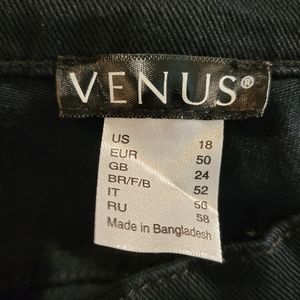 VENUS®
US 18
EUR 50
GB 24
BR/F/B 52
IT 56
RU 58
Made in Bangladesh